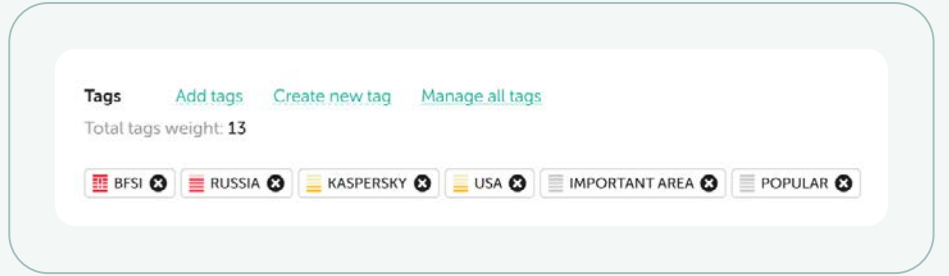 Tags Add tags Create new tag Manage all tags
Total tags weight: 13
BFSI RUSSIA KASPERSKY USA IMPORTANT AREA POPULAR